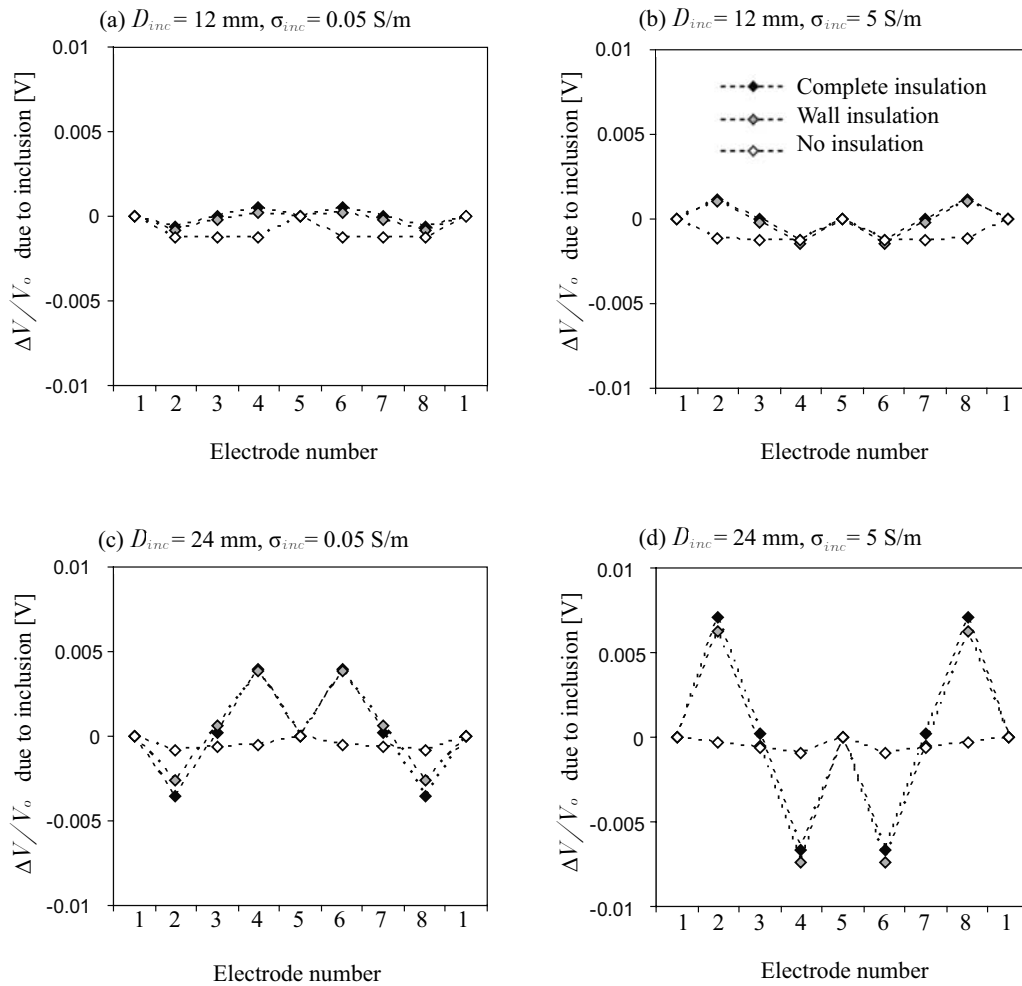 (a) D_inc = 12 mm, σ_inc = 0.05 S/m
0.01
0.005
0
-0.005
-0.01
ΔV/V_o due to inclusion [V]
1 2 3 4 5 6 7 8 1
Electrode number
(b) D_inc = 12 mm, σ_inc = 5 S/m
0.01
0.005
0
-0.005
-0.01
ΔV/V_o due to inclusion [V]
Complete insulation
Wall insulation
No insulation
1 2 3 4 5 6 7 8 1
Electrode number
(c) D_inc = 24 mm, σ_inc = 0.05 S/m
0.01
0.005
0
-0.005
-0.01
ΔV/V_o due to inclusion [V]
1 2 3 4 5 6 7 8 1
Electrode number
(d) D_inc = 24 mm, σ_inc = 5 S/m
0.01
0.005
0
-0.005
-0.01
ΔV/V_o due to inclusion [V]
1 2 3 4 5 6 7 8 1
Electrode number